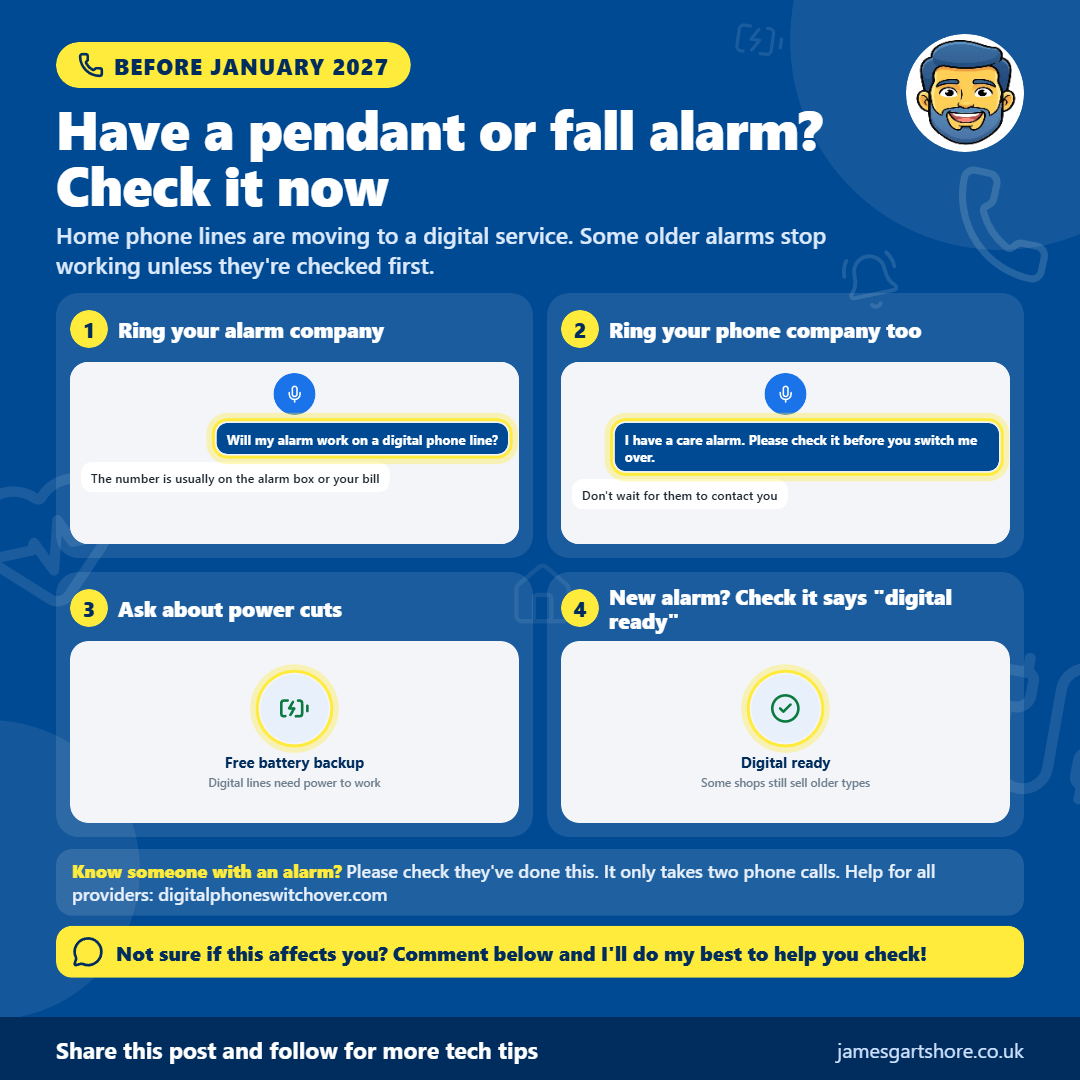 BEFORE JANUARY 2027
Have a pendant or fall alarm?
Check it now
Home phone lines are moving to a digital service. Some older alarms stop
working unless they're checked first.
1
Ring your alarm company
Will my alarm work on a digital phone line?
The number is usually on the alarm box or your bill
2
Ring your phone company too
I have a care alarm. Please check it before you switch me
over.
Don't wait for them to contact you
3
Ask about power cuts
Free battery backup
Digital lines need power to work
4
New alarm? Check it says "digital
ready"
Digital ready
Some shops still sell older types
Know someone with an alarm? Please check they've done this. It only takes two phone calls. Help for all
providers: digitalphoneswitchover.com
Not sure if this affects you? Comment below and I'll do my best to help you check!
Share this post and follow for more tech tips
jamesgartshore.co.uk